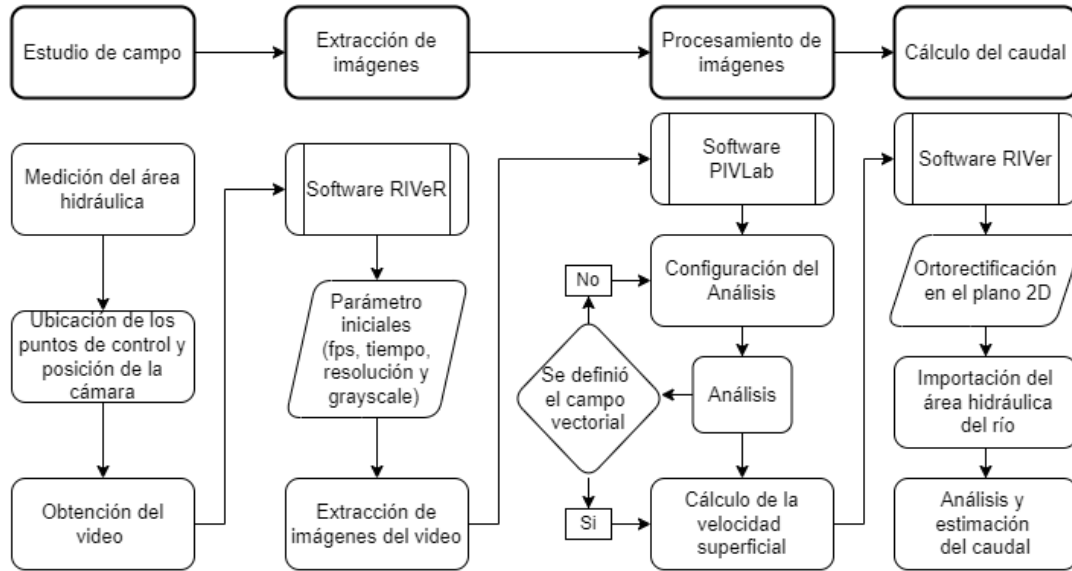 Estudio de campo
Extracción de
imágenes
Procesamiento de
imágenes
Cálculo del caudal
Medición del área
hidráulica
Ubicación de los
puntos de control y
posición de la
cámara
Obtención del
video
Software RIVeR
Parámetro
iniciales
(fps, tiempo,
resolución y
grayscale)
Extracción de
imágenes del video
Software
PIVLab
Configuración del
Análisis
No
Se definió
el campo
vectorial
Análisis
Si
Cálculo de la
velocidad
superficial
Software RIVer
Ortorectificación
en el plano 2D
Importación del
área hidráulica
del río
Análisis y
estimación
del caudal